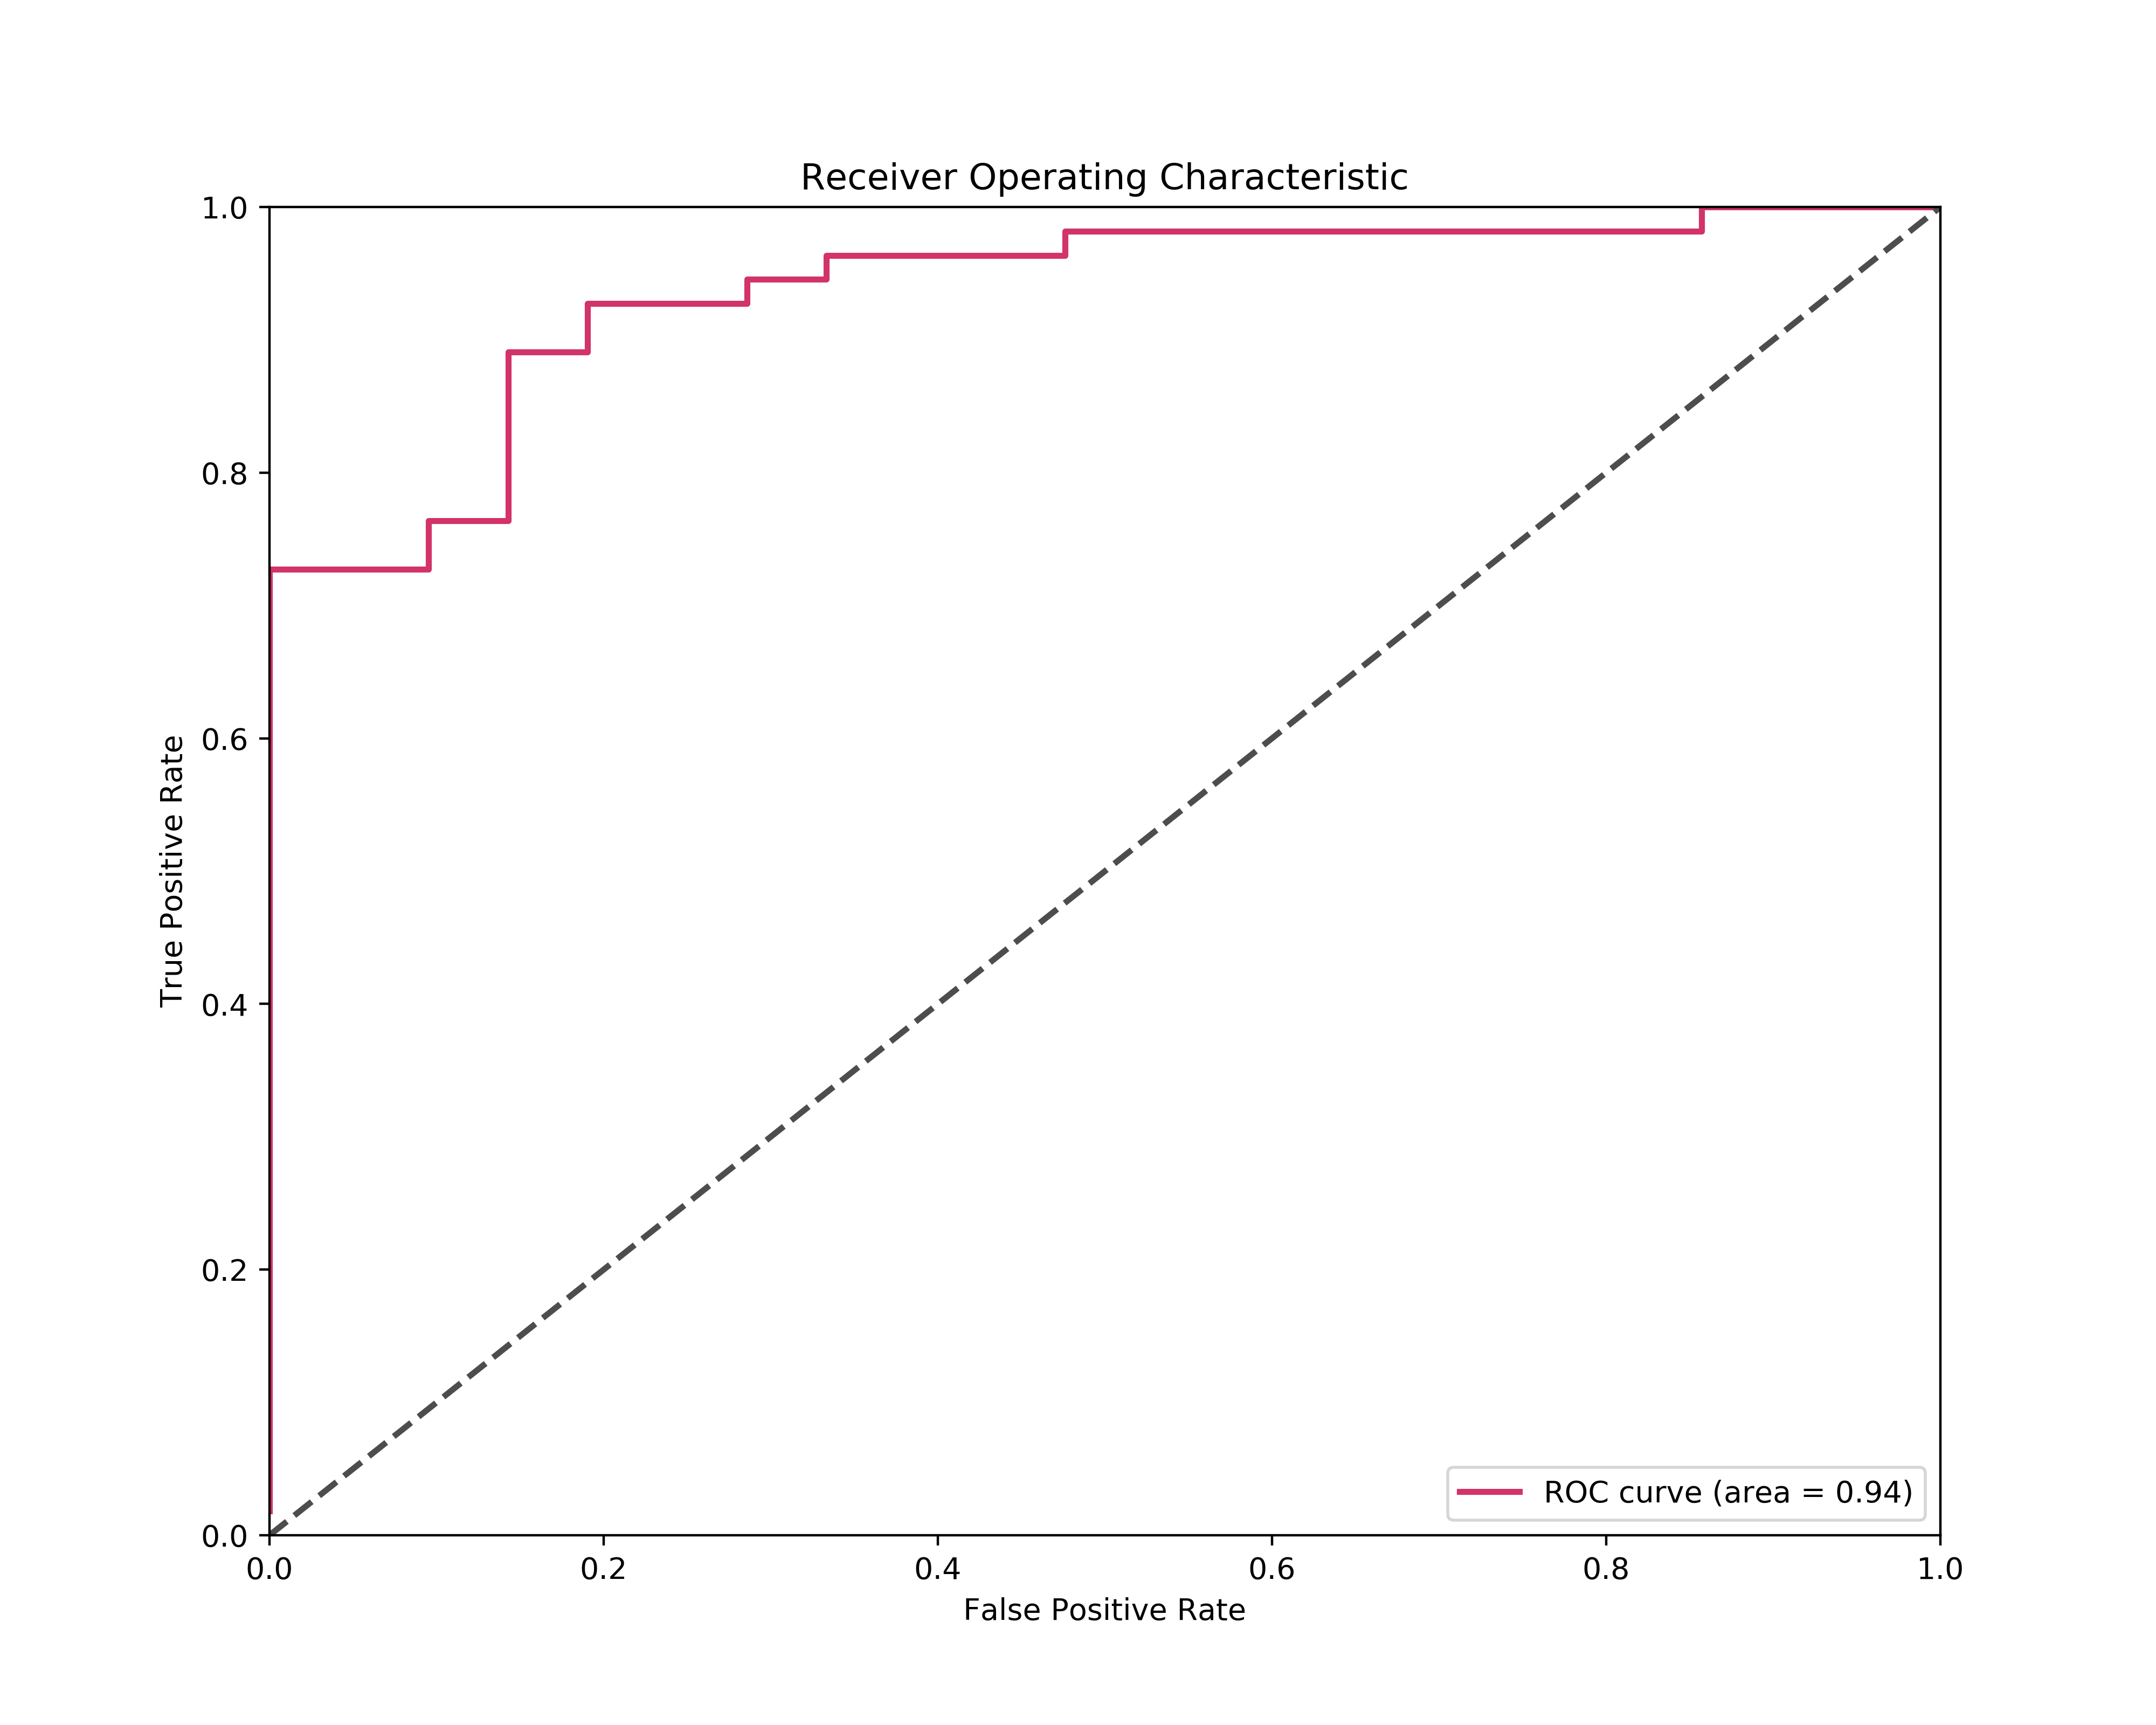 Receiver Operating Characteristic
1.0
0.8
0.6
0.4
0.2
0.0
True Positive Rate
0.0 0.2 0.4 0.6 0.8 1.0
False Positive Rate
ROC curve (area = 0.94)